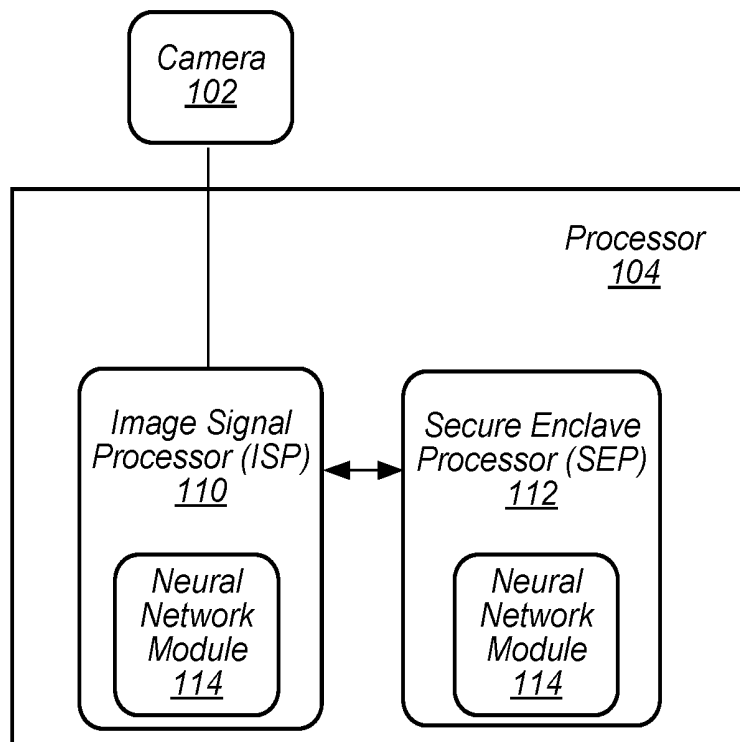 Camera
102
Processor
104
Image Signal
Processor (ISP)
110
Secure Enclave
Processor (SEP)
112
Neural
Network
Module
114
Neural
Network
Module
114